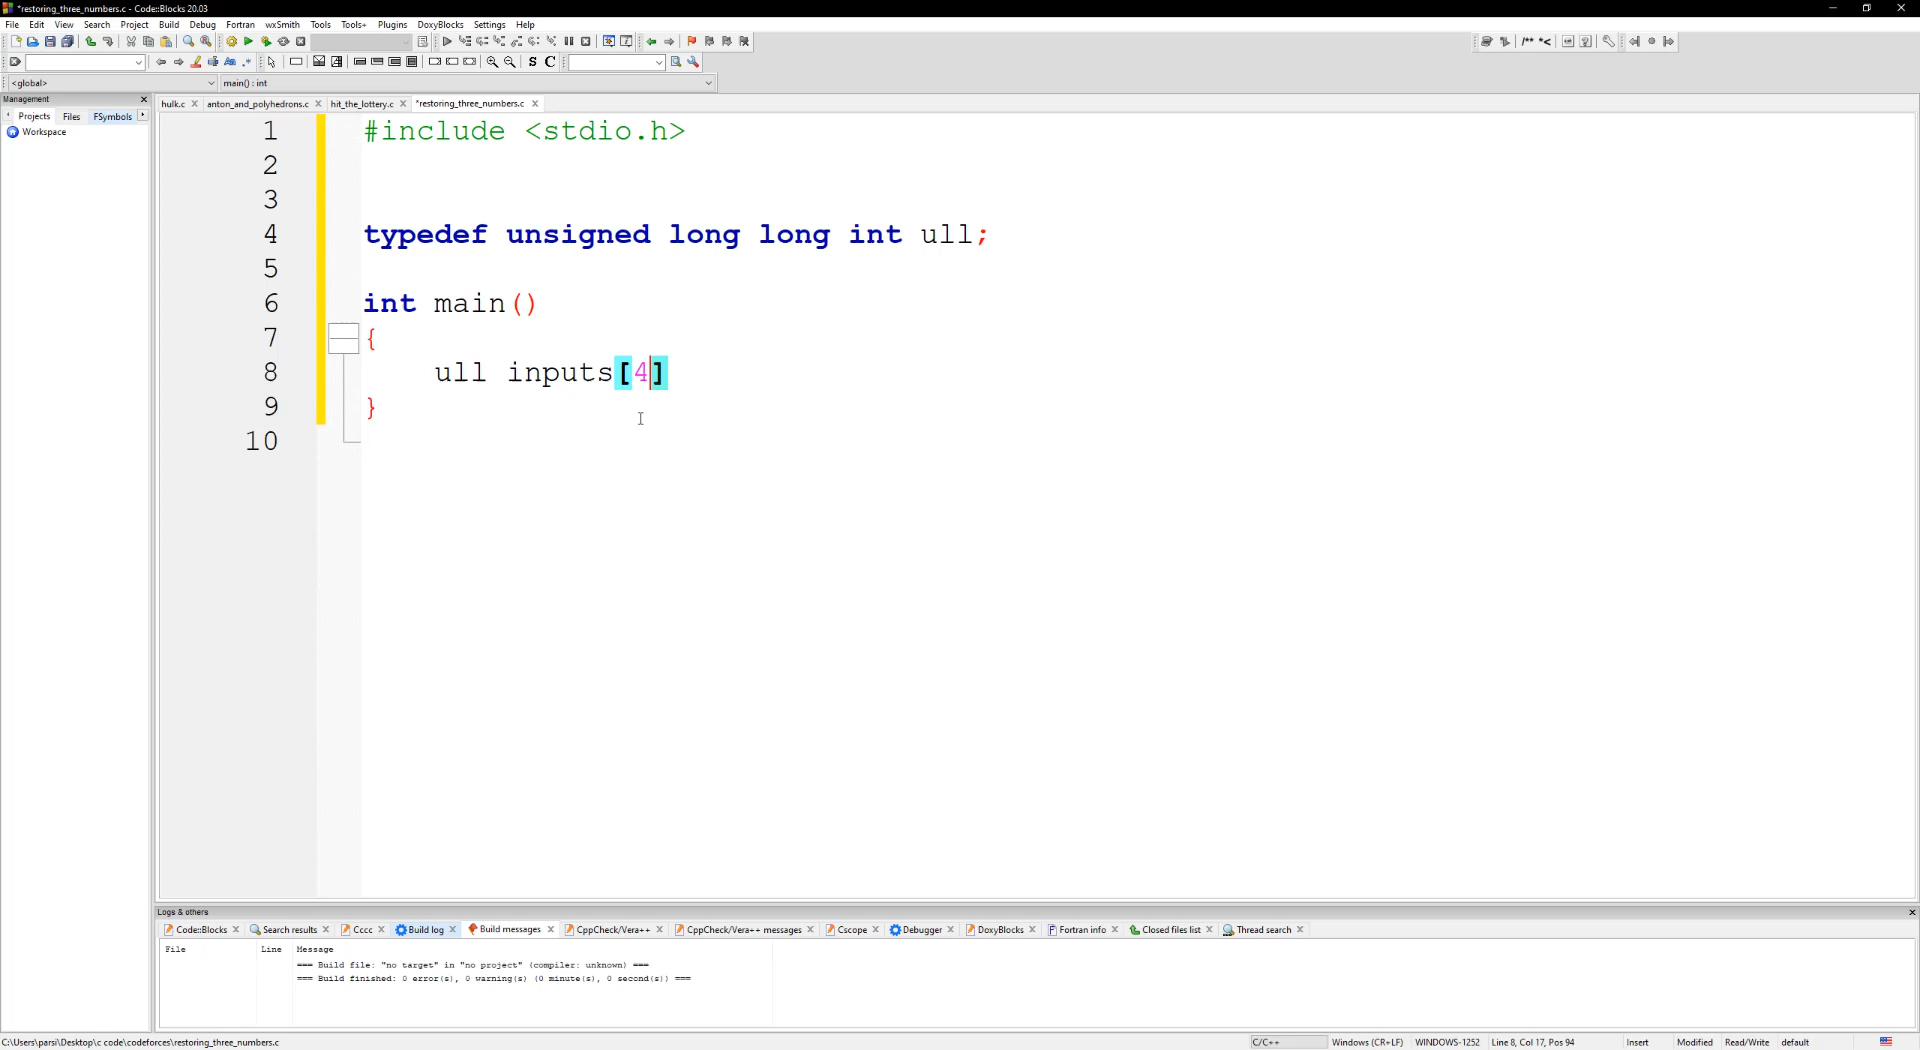 *restoring_three_numbers.c - Code::Blocks 20.03
File Edit View Search Project Build Debug Fortran wxSmith Tools Tools+ Plugins DoxyBlocks Settings Help
/** *<
S C
<global> main() : int
Management
hulk.c anton_and_polyhedrons.c hit_the_lottery.c *restoring_three_numbers.c
Projects Files FSymbols
Workspace
1 #include <stdio.h>
2
3
4 typedef unsigned long long int ull;
5
6 int main()
7 {
8 ull inputs[4]
9 }
10
Logs & others
Code::Blocks Search results Cccc Build log Build messages CppCheck/Vera++ CppCheck/Vera++ messages Cscope Debugger DoxyBlocks Fortran info Closed files list Thread search
File Line Message
=== Build file: "no target" in "no project" (compiler: unknown) ===
=== Build finished: 0 error(s), 0 warning(s) (0 minute(s), 0 second(s)) ===
C:\Users\parsi\Desktop\c code\codeforces\restoring_three_numbers.c C/C++ Windows (CR+LF) WINDOWS-1252 Line 8, Col 17, Pos 94 Insert Modified Read/Write default